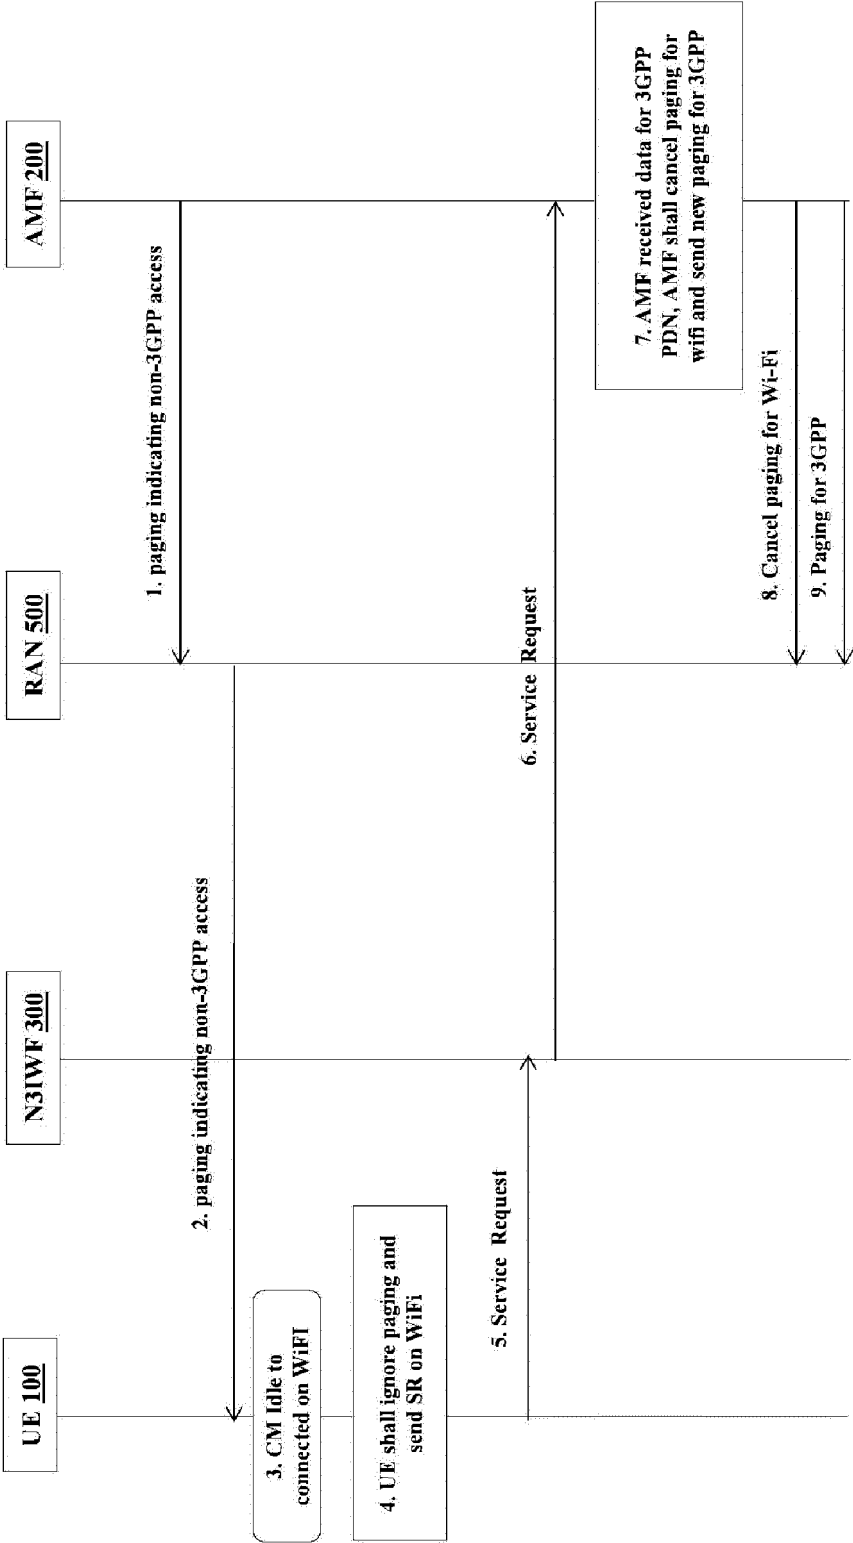 UE 100
N3IWF 300
RAN 500
AMF 200
1. paging indicating non-3GPP access
2. paging indicating non-3GPP access
3. CM Idle to
connected on WiFI
4. UE shall ignore paging and
send SR on WiFi
5. Service Request
6. Service Request
7. AMF received data for 3GPP
PDN, AMF shall cancel paging for
wifi and send new paging for 3GPP
8. Cancel paging for Wi-Fi
9. Paging for 3GPP